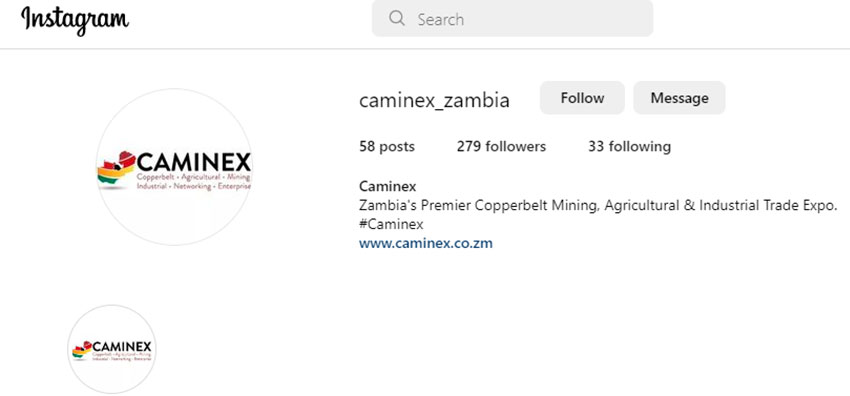 Instagram
Search
caminex_zambia
Follow
Message
58 posts
279 followers
33 following
Caminex
Zambia's Premier Copperbelt Mining, Agricultural & Industrial Trade Expo.
#Caminex
www.caminex.co.zm
CAMINEX
Copperbelt • Agricultural • Mining
Industrial • Networking • Enterprise
CAMINEX
Copperbelt • Agricultural • Mining
Industrial • Networking • Enterprise